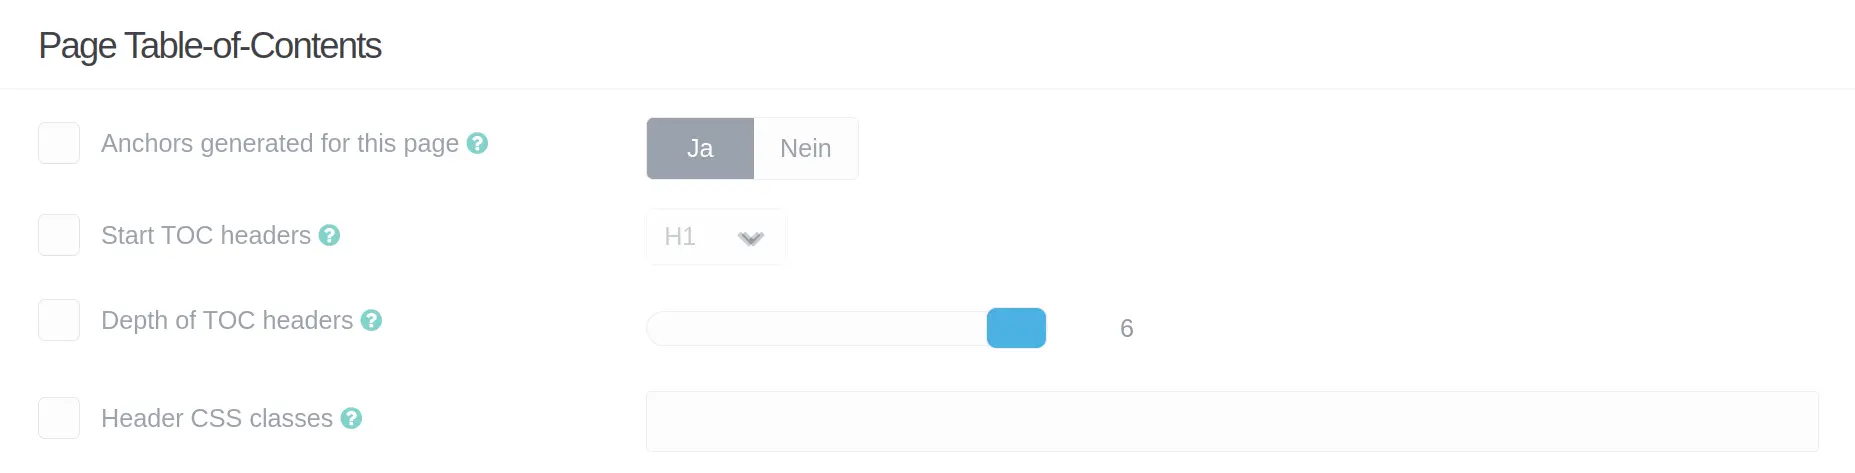 Page Table-of-Contents
Anchors generated for this page ? Ja Nein
Start TOC headers ? H1
Depth of TOC headers ? 6
Header CSS classes ?